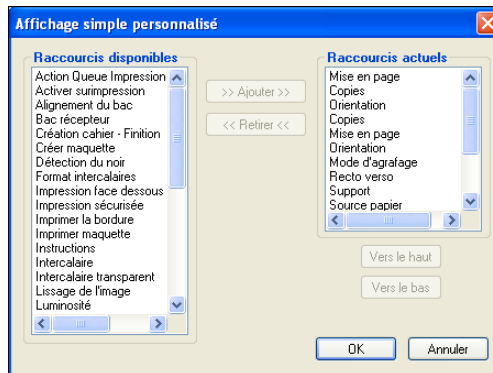 Affichage simple personnalisé
Raccourcis disponibles
Action Queue Impression
Activer surimpression
Alignement du bac
Bac récepteur
Création cahier - Finition
Créer maquette
Détection du noir
Format intercalaires
Impression face dessous
Impression sécurisée
Imprimer la bordure
Imprimer maquette
Instructions
Intercalaire
Intercalaire transparent
Lissage de l'image
Luminosité
>> Ajouter >>
<< Retirer <<
Raccourcis actuels
Mise en page
Copies
Orientation
Copies
Mise en page
Orientation
Mode d'agrafage
Recto verso
Support
Source papier
Vers le haut
Vers le bas
OK
Annuler